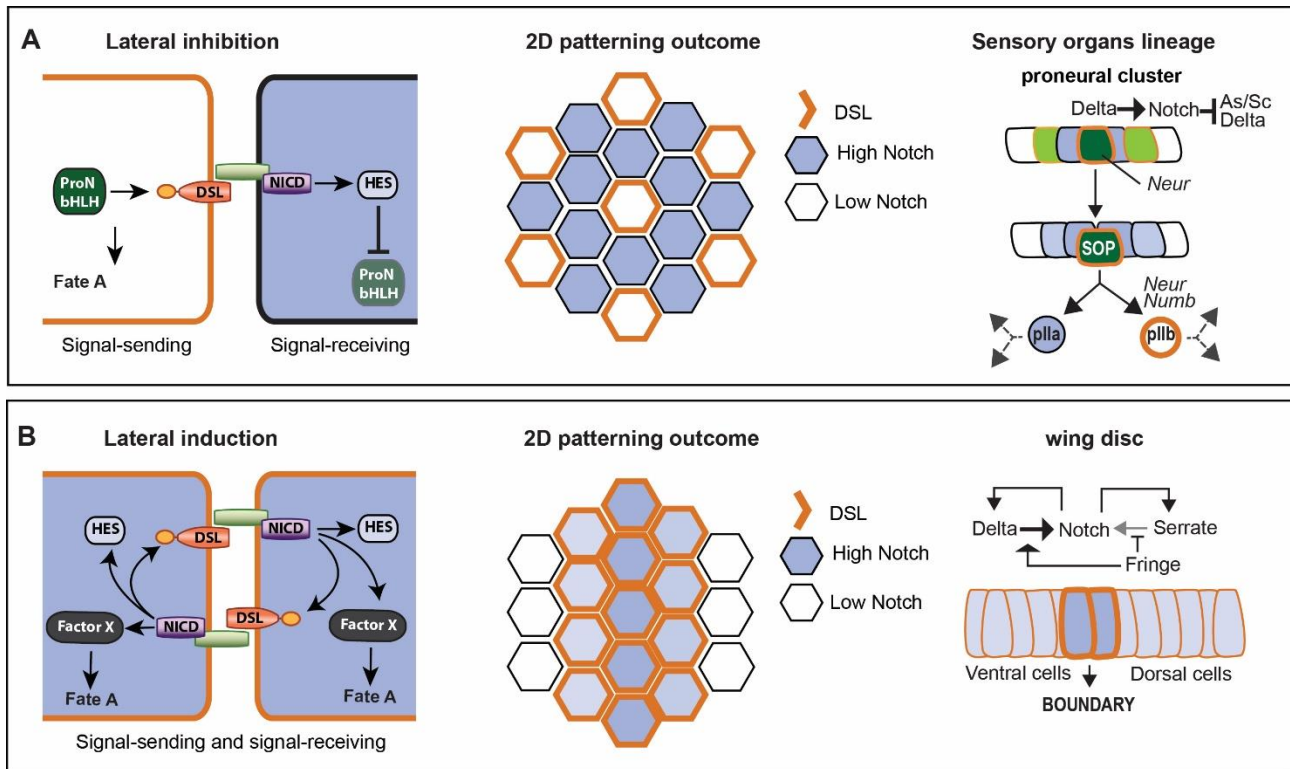 A
Lateral inhibition
ProN
bHLH
DSL
Fate A
NICD
HES
ProN
bHLH
Signal-sending
Signal-receiving
2D patterning outcome
DSL
High Notch
Low Notch
Sensory organs lineage
proneural cluster
Delta
Notch
As/Sc
Delta
Neur
SOP
Neur
Numb
pIIa
pIIb
B
Lateral induction
HES
DSL
NICD
HES
Factor X
NICD
DSL
Factor X
Fate A
Fate A
Signal-sending and signal-receiving
2D patterning outcome
DSL
High Notch
Low Notch
wing disc
Delta
Notch
Serrate
Fringe
Ventral cells
Dorsal cells
BOUNDARY